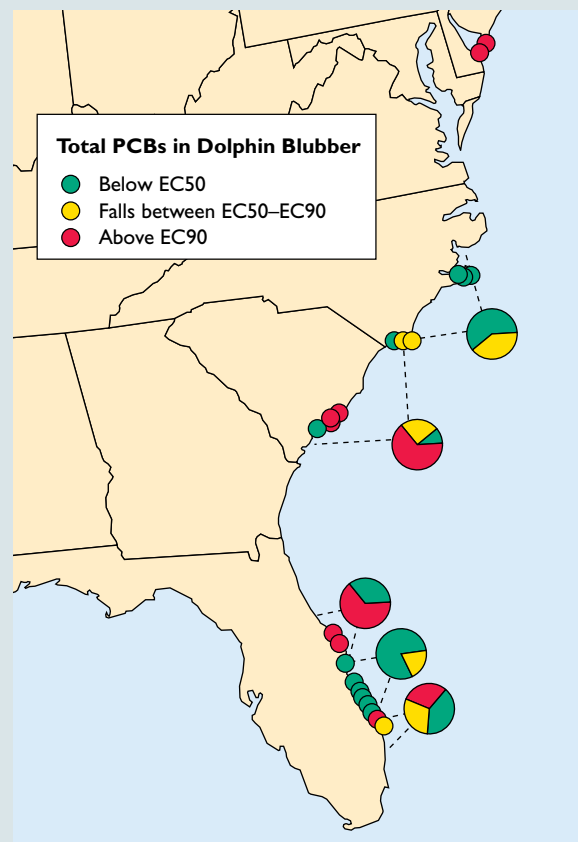 Total PCBs in Dolphin Blubber
Below EC50
Falls between EC50–EC90
Above EC90